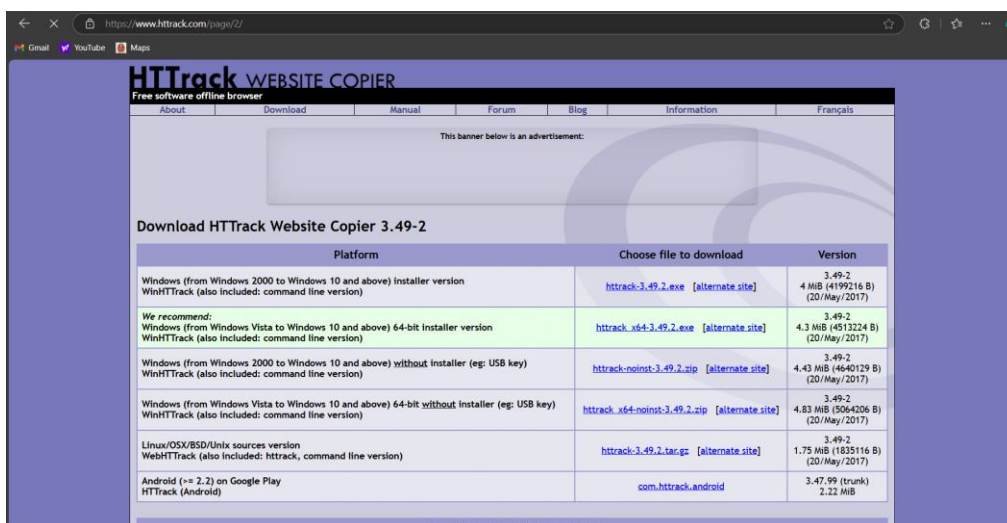 https://www.httrack.com/page/2/
Gmail YouTube Maps
HTTrack WEBSITE COPIER
Free software offline browser
About Download Manual Forum Blog Information Français
This banner below is an advertisement:
Download HTTrack Website Copier 3.49-2
Platform Choose file to download Version
Windows (from Windows 2000 to Windows 10 and above) installer version
WinHTTrack (also included: command line version)
httrack-3.49.2.exe [alternate site]
3.49-2
4 MiB (4199216 B)
(20/May/2017)
We recommend:
Windows (from Windows Vista to Windows 10 and above) 64-bit installer version
WinHTTrack (also included: command line version)
httrack_x64-3.49.2.exe [alternate site]
3.49-2
4.3 MiB (4513224 B)
(20/May/2017)
Windows (from Windows 2000 to Windows 10 and above) without installer (eg: USB key)
WinHTTrack (also included: command line version)
httrack-noinst-3.49.2.zip [alternate site]
3.49-2
4.43 MiB (4640129 B)
(20/May/2017)
Windows (from Windows Vista to Windows 10 and above) 64-bit without installer (eg: USB key)
WinHTTrack (also included: command line version)
httrack_x64-noinst-3.49.2.zip [alternate site]
3.49-2
4.83 MiB (5064206 B)
(20/May/2017)
Linux/OSX/BSD/Unix sources version
WebHTTrack (also included: httrack, command line version)
httrack-3.49.2.tar.gz [alternate site]
3.49-2
1.75 MiB (1835116 B)
(20/May/2017)
Android (>= 2.2) on Google Play
HTTrack (Android)
com.httrack.android
3.47.99 (trunk)
2.22 MiB